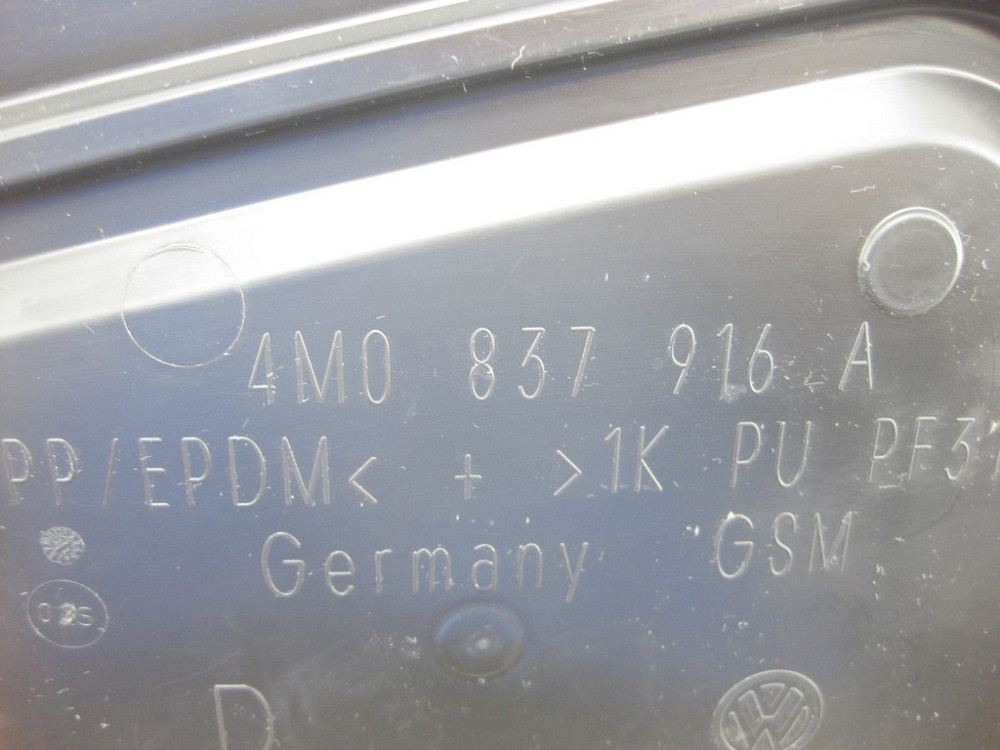 4M0 837 916 A
PP/EPDM< + >1K PU PF3
Germany GSM
D